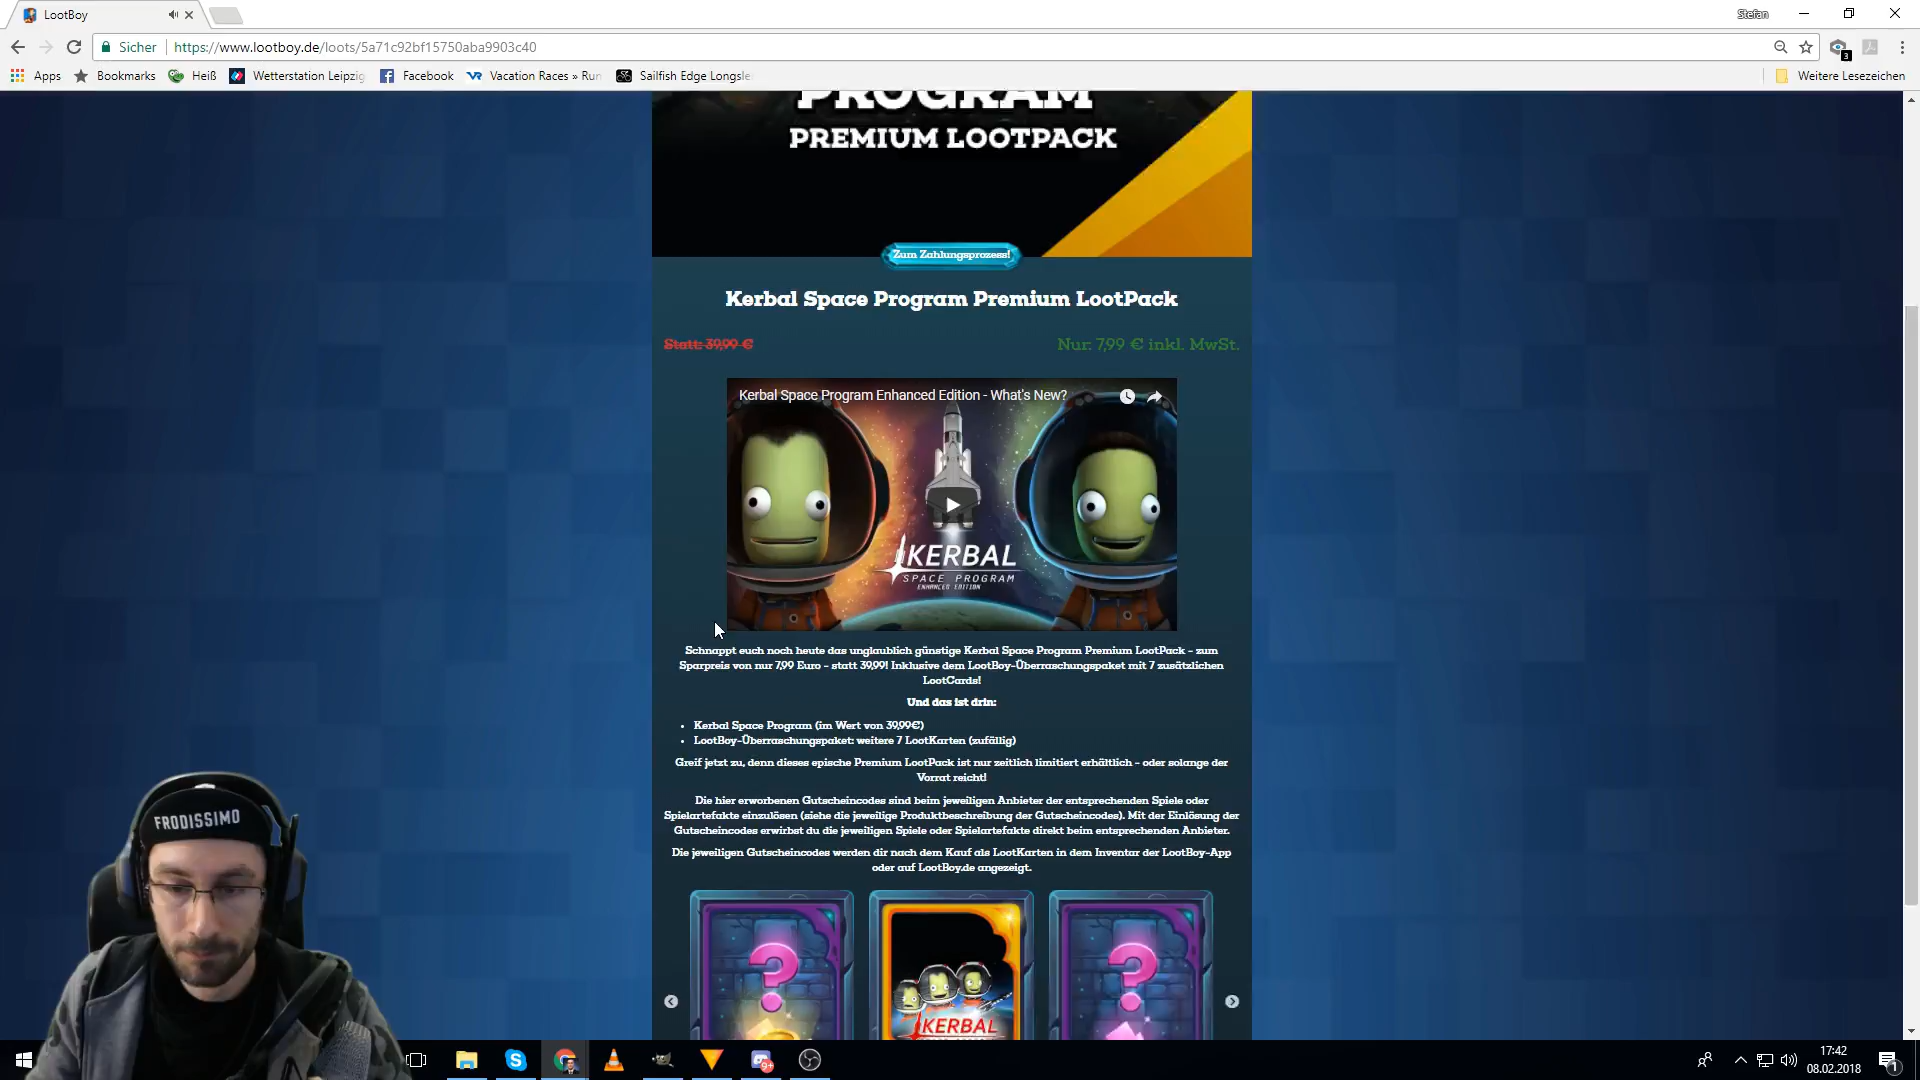 LootBoy
Stefan
Sicher
https://www.lootboy.de/loots/5a71c92bf15750aba9903c40
3
Apps
Bookmarks
Heiß
Wetterstation Leipzig
Facebook
Vacation Races » Run
Sailfish Edge Longsle
Weitere Lesezeichen
PROGRAM
PREMIUM LOOTPACK
Zum Zahlungsprozess!
Kerbal Space Program Premium LootPack
Statt: 39,99 €
Nur: 7,99 € inkl. MwSt.
Kerbal Space Program Enhanced Edition - What's New?
KERBAL
SPACE PROGRAM
ENHANCED EDITION
Schnappt euch noch heute das unglaublich günstige Kerbal Space Program Premium LootPack – zum
Sparpreis von nur 7,99 Euro – statt 39,99! Inklusive dem LootBoy-Überraschungspaket mit 7 zusätzlichen
LootCards!
Und das ist drin:
• Kerbal Space Program (im Wert von 39,99€)
• LootBoy-Überraschungspaket: weitere 7 LootKarten (zufällig)
Greif jetzt zu, denn dieses epische Premium LootPack ist nur zeitlich limitiert erhältlich – oder solange der
Vorrat reicht!
Die hier erworbenen Gutscheincodes sind beim jeweiligen Anbieter der entsprechenden Spiele oder
Spielartefakte einzulösen (siehe die jeweilige Produktbeschreibung der Gutscheincodes). Mit der Einlösung der
Gutscheincodes erwirbst du die jeweiligen Spiele oder Spielartefakte direkt beim entsprechenden Anbieter.
Die jeweiligen Gutscheincodes werden dir nach dem Kauf als LootKarten in dem Inventar der LootBoy-App
oder auf LootBoy.de angezeigt.
?
?
KERBAL
FRODISSIMO
9+
17:42
08.02.2018
1